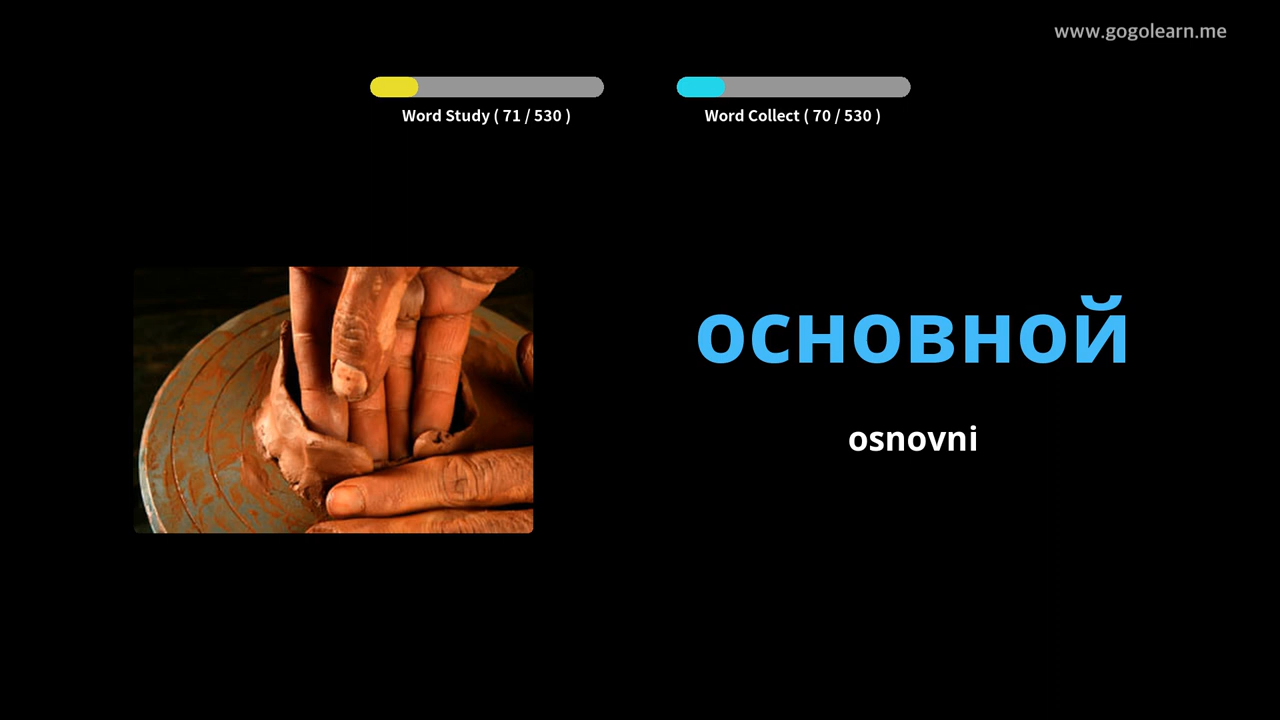 www.gogolearn.me
Word Study ( 71 / 530 )
Word Collect ( 70 / 530 )
основной
osnovni